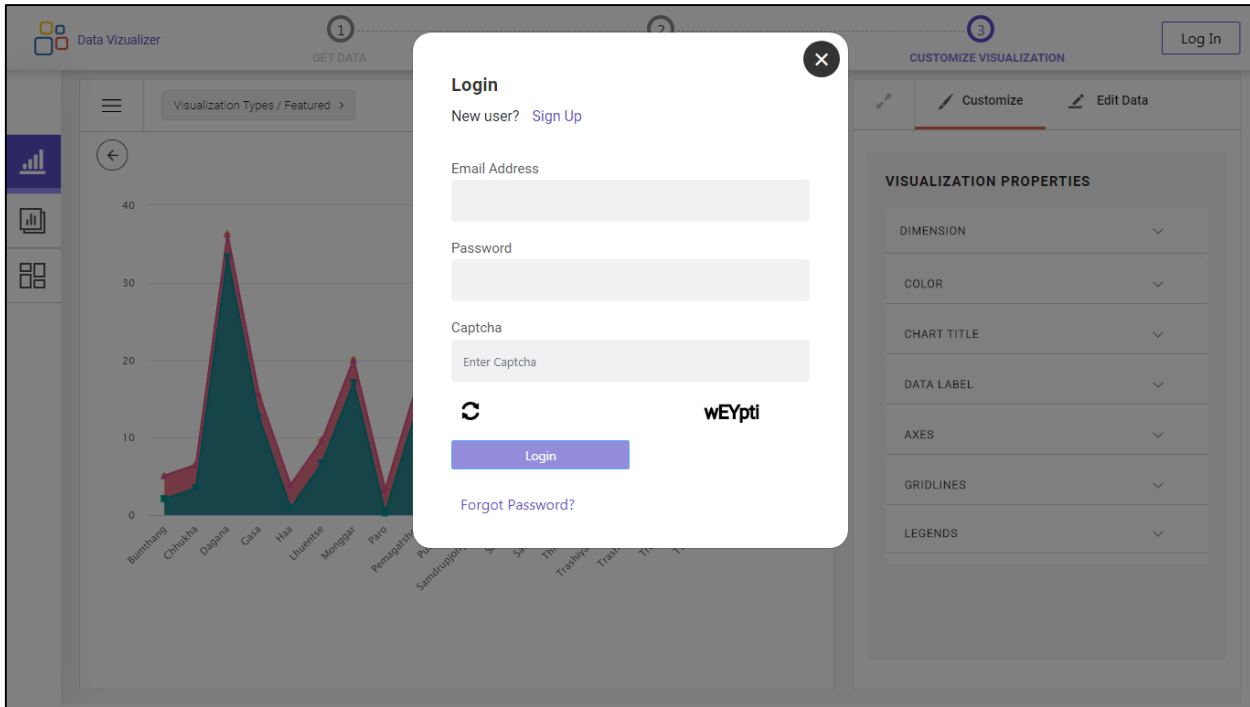 Data Vizualizer
1
GET DATA
2
3
CUSTOMIZE VISUALIZATION
Log In
Visualization Types / Featured >
Customize
Edit Data
Login
New user? Sign Up
Email Address
Password
Captcha
Enter Captcha
wEYpti
Login
Forgot Password?
VISUALIZATION PROPERTIES
DIMENSION
COLOR
CHART TITLE
DATA LABEL
AXES
GRIDLINES
LEGENDS
40
30
20
10
0
Bumthang
Chhukha
Dagana
Gasa
Haa
Lhuentse
Monggar
Paro